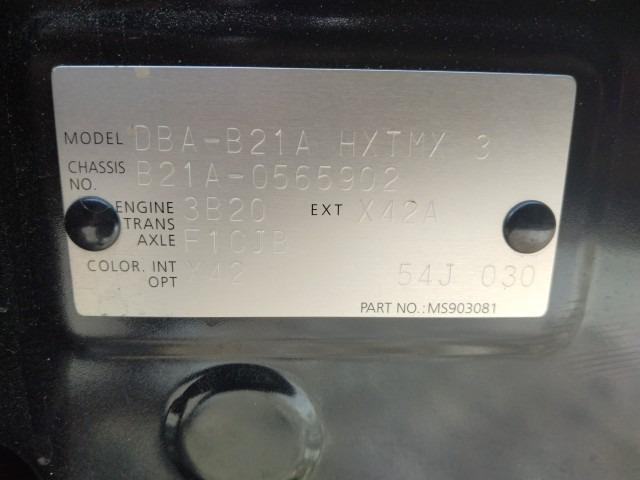 MODEL DBA-B21A HXTMX 3
CHASSIS NO. B21A-0565902
ENGINE 3B20 EXT X42A
TRANS AXLE F1CJB
COLOR. INT 42
OPT 54J 030
PART NO.: MS903081